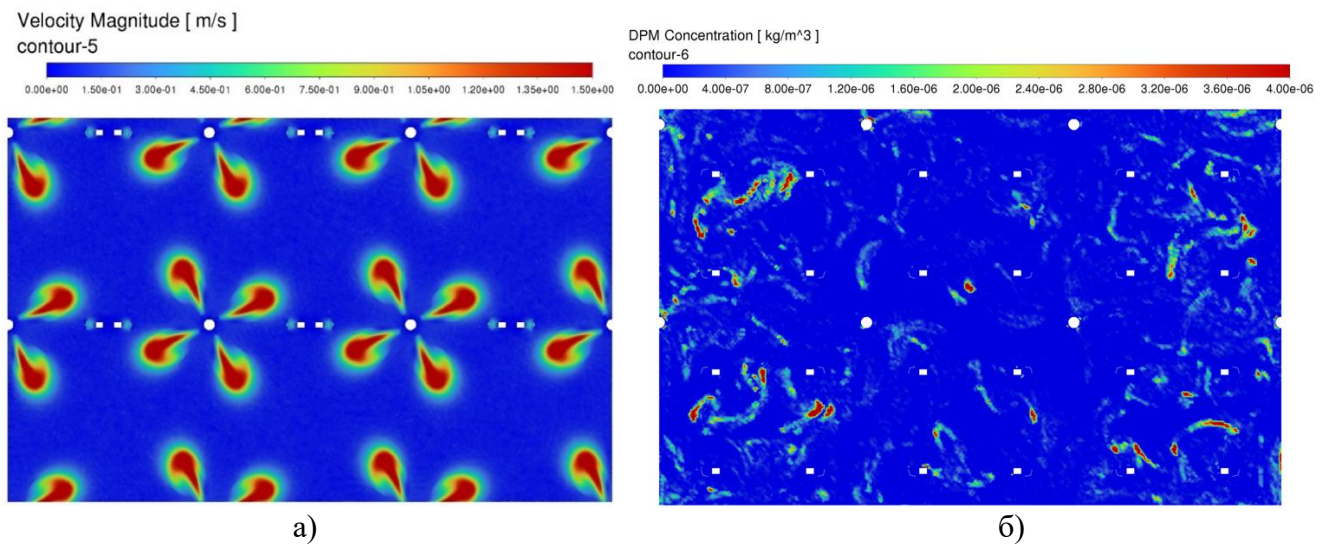 Velocity Magnitude [ m/s ]
contour-5
0.00e+00 1.50e-01 3.00e-01 4.50e-01 6.00e-01 7.50e-01 9.00e-01 1.05e+00 1.20e+00 1.35e+00 1.50e+00
а)
DPM Concentration [ kg/m^3 ]
contour-6
0.00e+00 4.00e-07 8.00e-07 1.20e-06 1.60e-06 2.00e-06 2.40e-06 2.80e-06 3.20e-06 3.60e-06 4.00e-06
б)